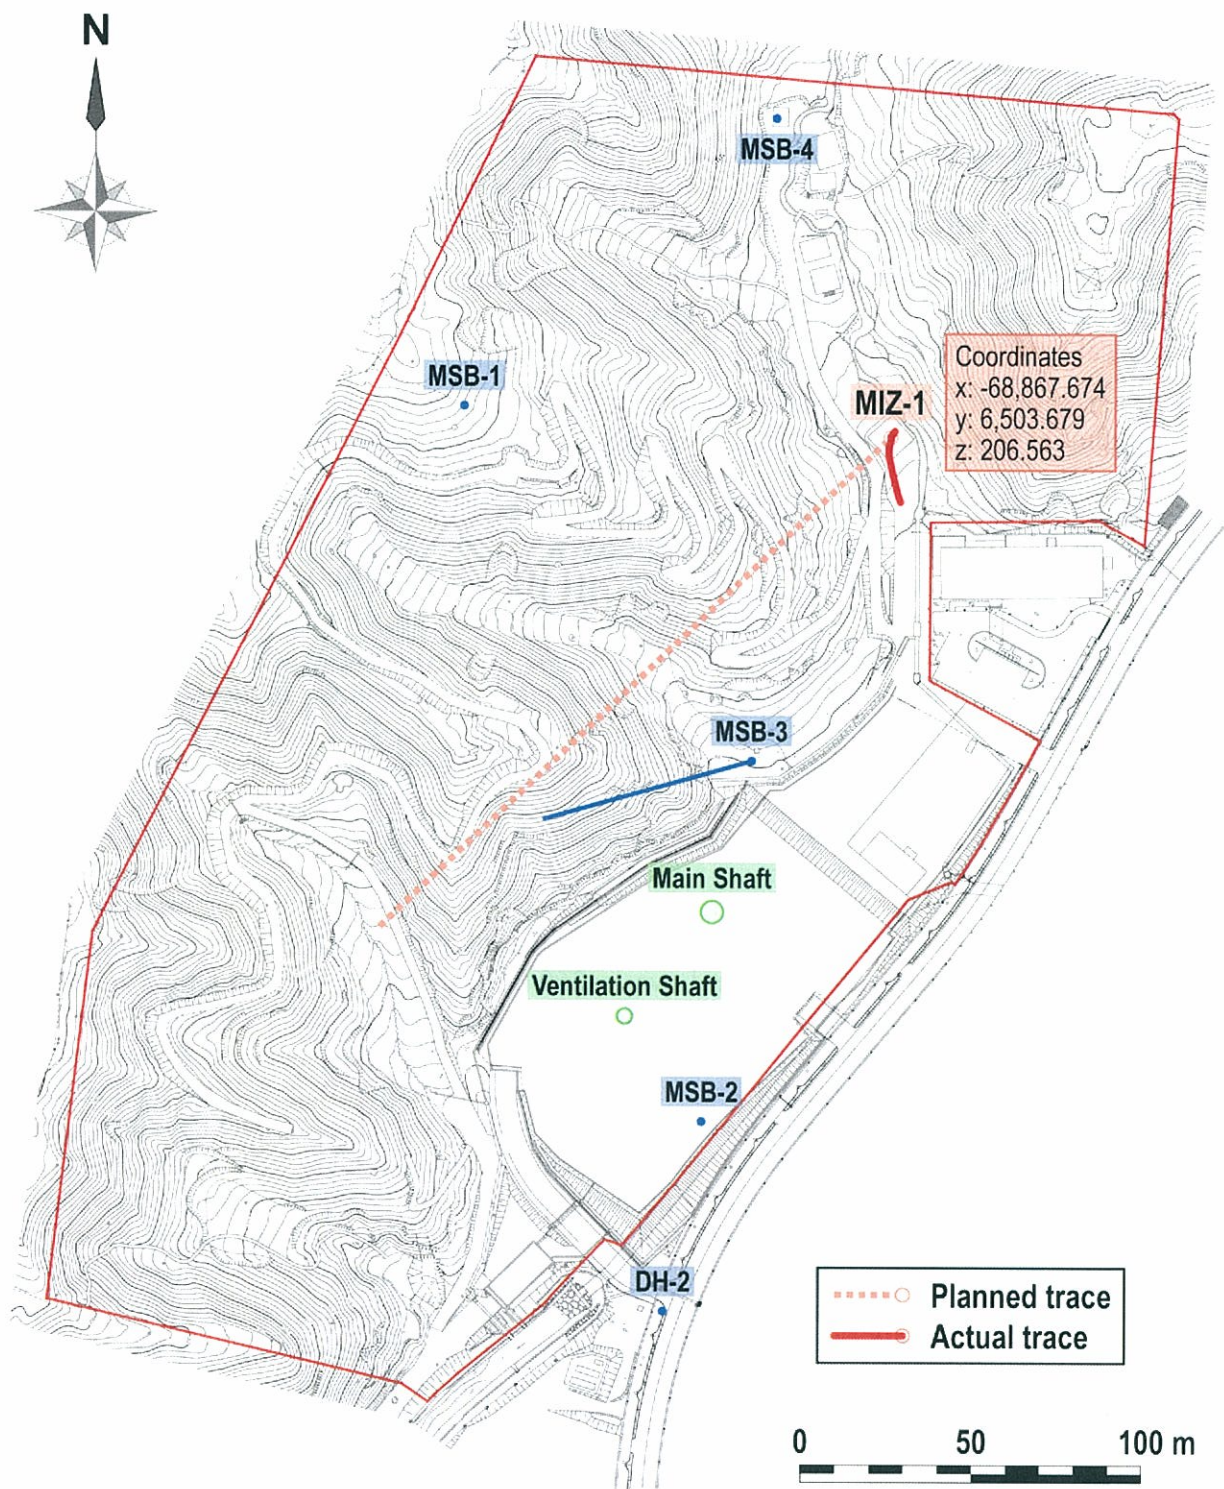 N
MSB-4
MSB-1
MIZ-1
Coordinates
x: -68,867.674
y: 6,503.679
z: 206.563
MSB-3
Main Shaft
Ventilation Shaft
MSB-2
DH-2
Planned trace
Actual trace
0 50 100 m